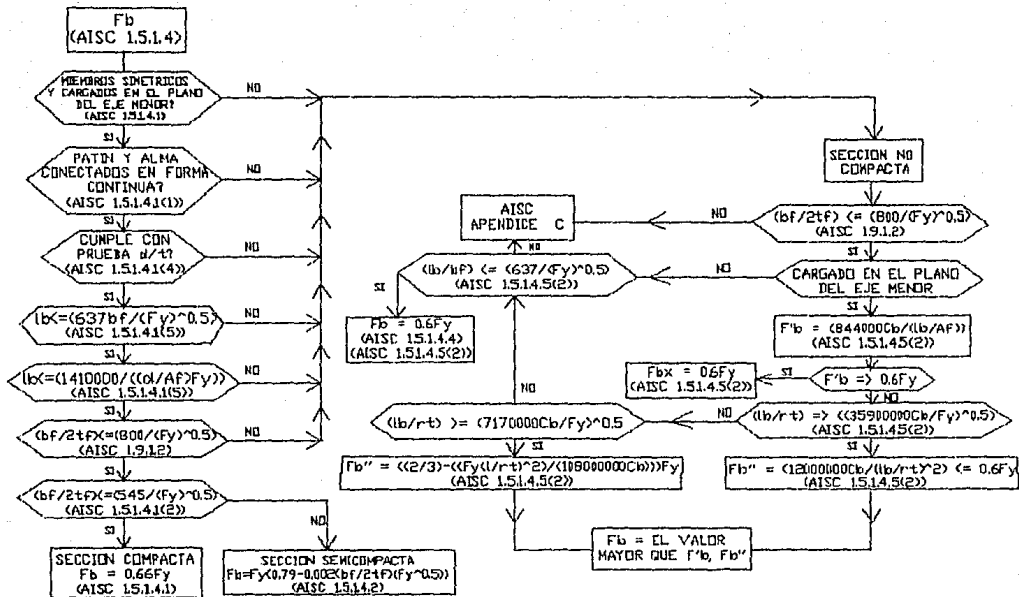 Fb
(AISC 1.5.1.4)
MIEMBROS SIMETRICOS
Y CARGADOS EN EL PLANO
DEL EJE MENOR?
(AISC 1.5.1.4.1)
NO
SI
PATIN Y ALMA
CONECTADOS EN FORMA
CONTINUA?
(AISC 1.5.1.4.1(1))
NO
SI
CUMPLE CON
PRUEBA d/t?
(AISC 1.5.1.4.1(4))
NO
SI
lb<=(637bf/(Fy)^0.5)
(AISC 1.5.1.4.1(5))
NO
SI
lb<=(1410000/((d/Af)Fy))
(AISC 1.5.1.4.1(5))
NO
SI
(bf/2tf)<=(800/(Fy)^0.5)
(AISC 1.9.1.2)
NO
SI
(bf/2tf)<=(545/(Fy)^0.5)
(AISC 1.5.1.4.1(2))
SI
NO
SECCION COMPACTA
Fb = 0.66Fy
(AISC 1.5.1.4.1)
SECCION SEMICOMPACTA
Fb=Fy(0.79-0.002(bf/2tf)(Fy^0.5))
(AISC 1.5.1.4.2)
SECCION NO
COMPACTA
(bf/2tf) <= (800/(Fy)^0.5)
(AISC 1.9.1.2)
NO
SI
AISC
APENDICE C
CARGADO EN EL PLANO
DEL EJE MENOR
NO
SI
(lb/bf) <= (637/(Fy)^0.5)
(AISC 1.5.1.4.5(2))
NO
SI
Fb = 0.6Fy
(AISC 1.5.1.4.4)
(AISC 1.5.1.4.5(2))
F'b = (844000Cb/(lb/Af))
(AISC 1.5.1.4.5(2))
F'b => 0.6Fy
SI
NO
Fbx = 0.6Fy
(AISC 1.5.1.4.5(2))
(lb/rt) => ((35900000Cb/Fy)^0.5)
(AISC 1.5.1.4.5(2))
NO
SI
(lb/rt) >= (7170000Cb/Fy)^0.5
NO
SI
Fb'' = ((2/3)-((Fy(l/rt)^2)/(108000000Cb)))Fy
(AISC 1.5.1.4.5(2))
Fb'' = (12000000Cb/(lb/rt)^2) <= 0.6Fy
(AISC 1.5.1.4.5(2))
Fb = EL VALOR
MAYOR QUE F'b, Fb''